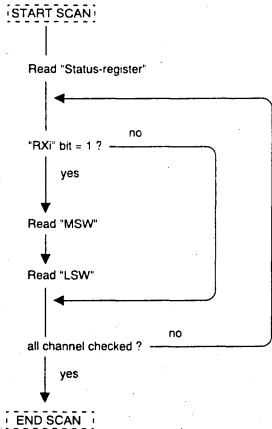 START SCAN
Read "Status-register"
"RXi" bit = 1 ?
no
yes
Read "MSW"
Read "LSW"
no
all channel checked ?
yes
END SCAN